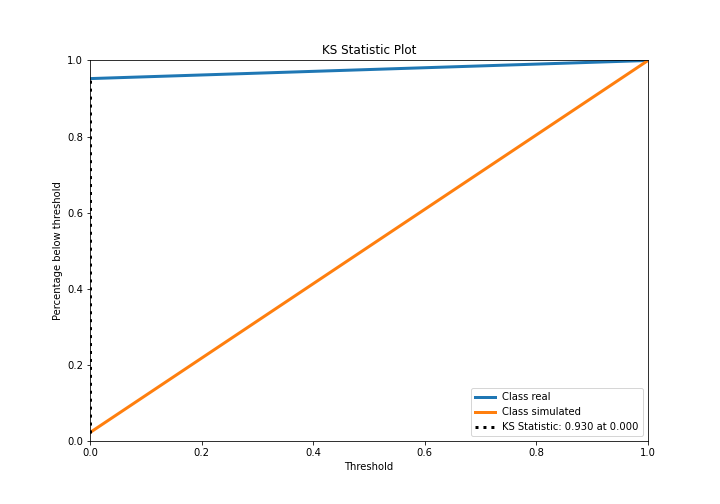 KS Statistic Plot
Percentage below threshold
1.0
0.8
0.6
0.4
0.2
0.0
0.0 0.2 0.4 0.6 0.8 1.0
Threshold
Class real
Class simulated
KS Statistic: 0.930 at 0.000